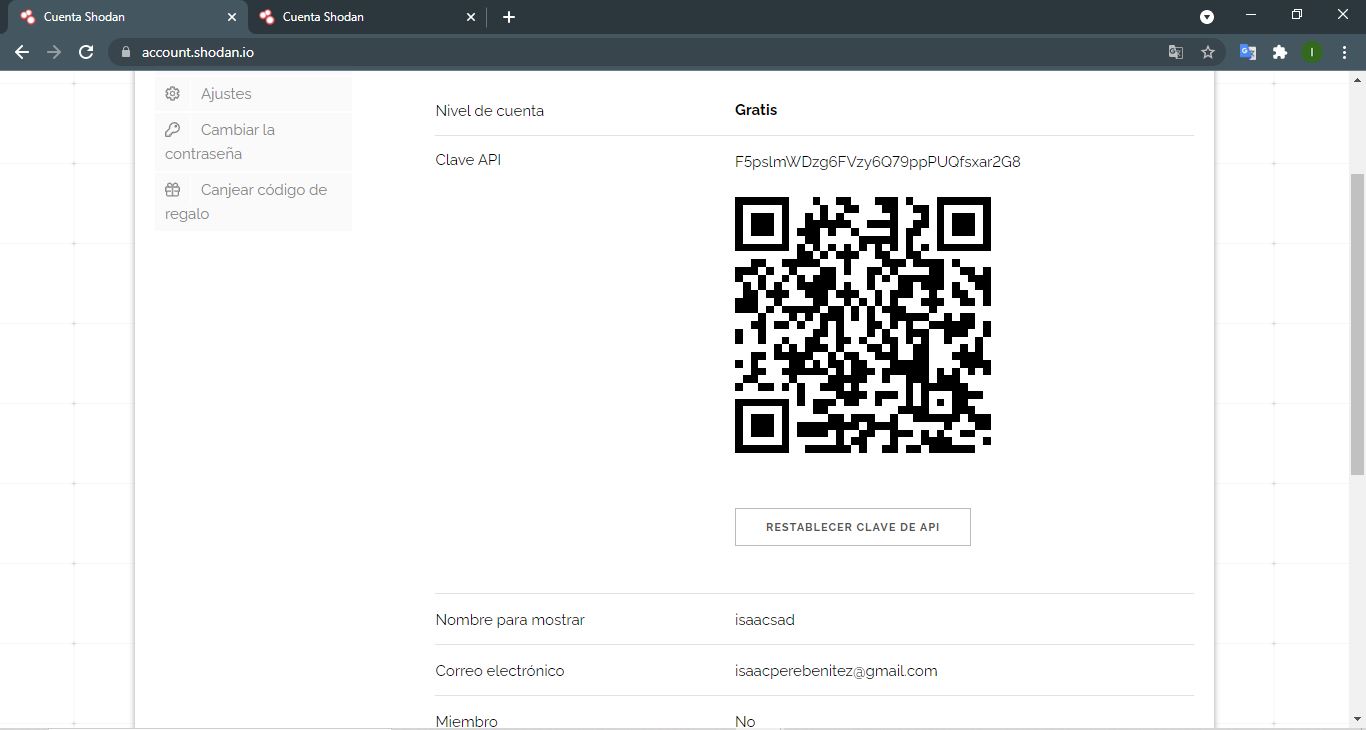 Cuenta Shodan
Cuenta Shodan
account.shodan.io
I
Ajustes
Cambiar la
contraseña
Canjear código de
regalo
Nivel de cuenta
Gratis
Clave API
F5pslmWDzg6FVzy6Q79ppPUQfsxar2G8
RESTABLECER CLAVE DE API
Nombre para mostrar
isaacsad
Correo electrónico
isaacperebenitez@gmail.com
Miembro
No